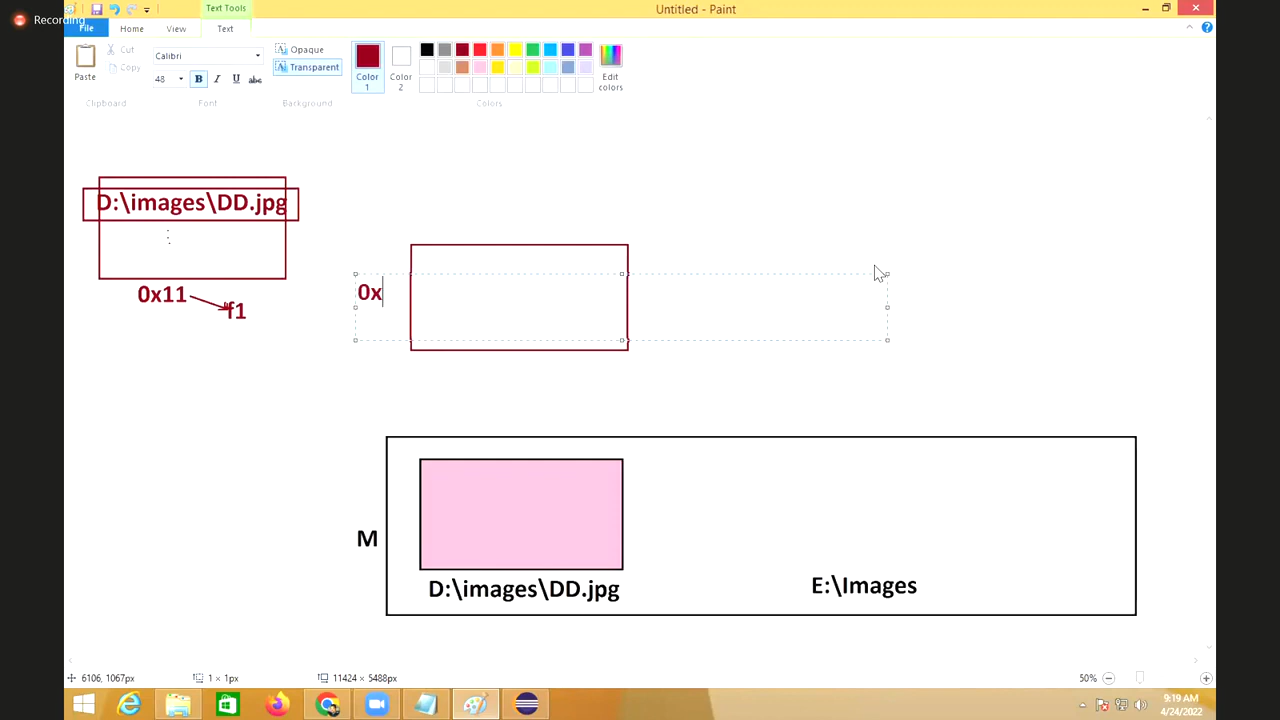 Recording
Text Tools
Untitled - Paint
File Home View Text
Paste
Cut
Copy
Clipboard
Calibri
48 B I U abc
Font
Opaque
Transparent
Background
Color 1
Color 2
Edit colors
Colors
D:\images\DD.jpg
0x11
f1
0x
M
D:\images\DD.jpg
E:\Images
6106, 1067px
1 × 1px
11424 × 5488px
50%
9:19 AM
4/24/2022